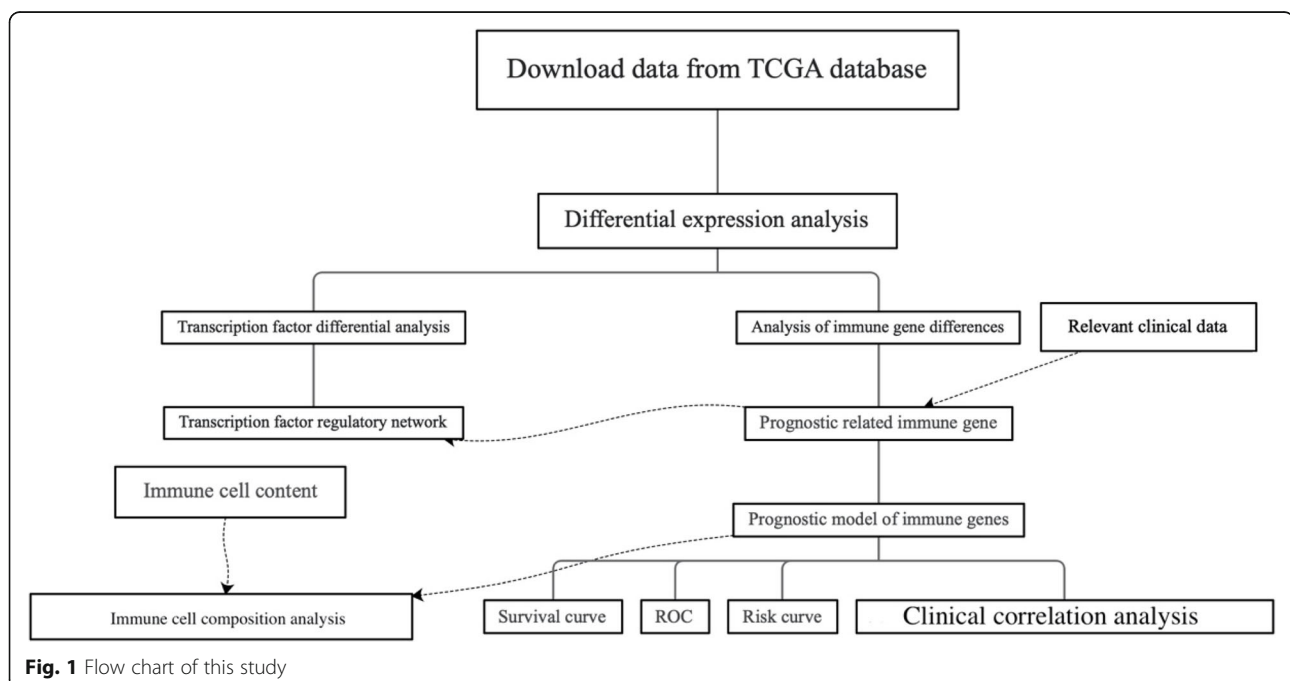 Download data from TCGA database
Differential expression analysis
Transcription factor differential analysis
Analysis of immune gene differences
Relevant clinical data
Transcription factor regulatory network
Prognostic related immune gene
Immune cell content
Prognostic model of immune genes
Immune cell composition analysis
Survival curve
ROC
Risk curve
Clinical correlation analysis
Fig. 1 Flow chart of this study